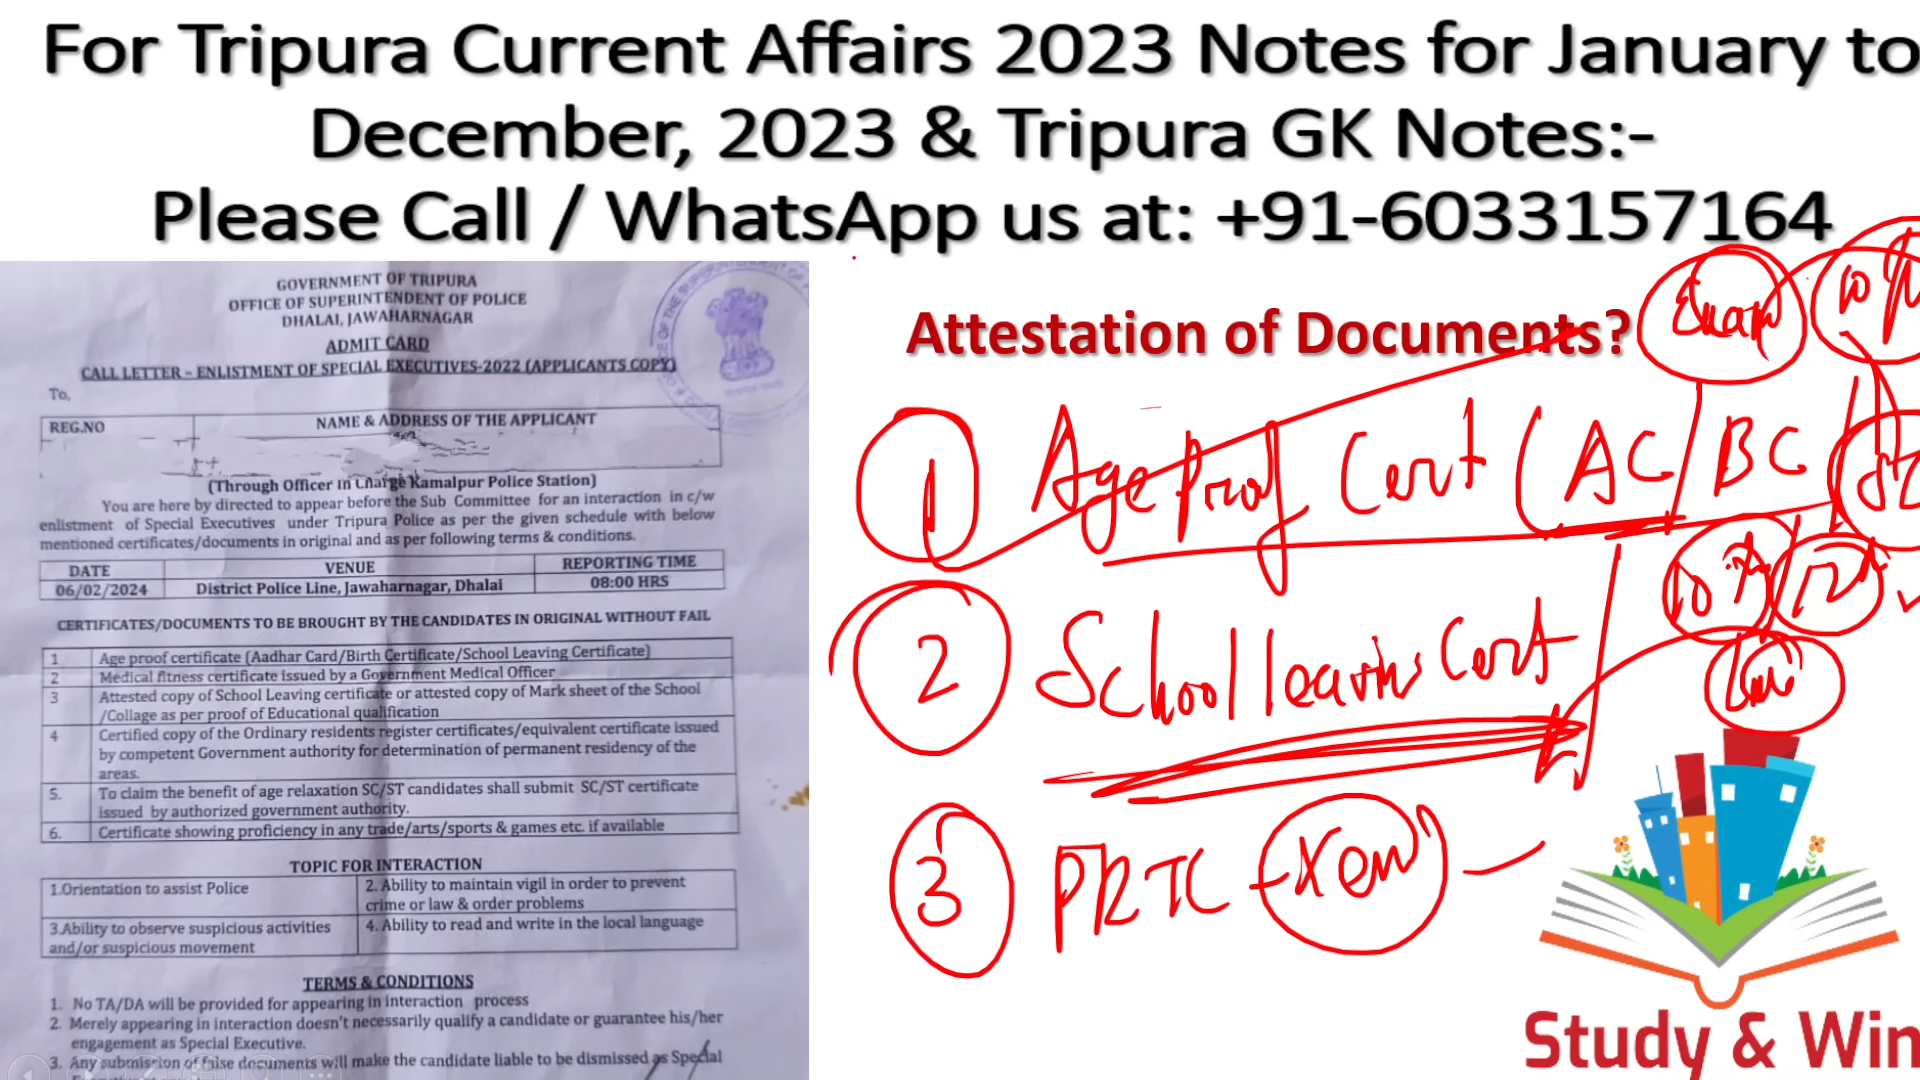 For Tripura Current Affairs 2023 Notes for January to
December, 2023 & Tripura GK Notes:-
Please Call / WhatsApp us at: +91-6033157164
GOVERNMENT OF TRIPURA
OFFICE OF SUPERINTENDENT OF POLICE
DHALAI, JAWAHARNAGAR
ADMIT CARD
CALL LETTER – ENLISTMENT OF SPECIAL EXECUTIVES-2022 (APPLICANTS COPY)
To,
REG.NO NAME & ADDRESS OF THE APPLICANT
(Through Officer in Charge Kamalpur Police Station)
You are here by directed to appear before the Sub Committee for an interaction in c/w
enlistment of Special Executives under Tripura Police as per the given schedule with below
mentioned certificates/documents in original and as per following terms & conditions.
DATE VENUE REPORTING TIME
06/02/2024 District Police Line, Jawaharnagar, Dhalai 08:00 HRS
CERTIFICATES/DOCUMENTS TO BE BROUGHT BY THE CANDIDATES IN ORIGINAL WITHOUT FAIL
1 Age proof certificate (Aadhar Card/Birth Certificate/School Leaving Certificate)
2 Medical fitness certificate issued by a Government Medical Officer
3 Attested copy of School Leaving certificate or attested copy of Mark sheet of the School
/Collage as per proof of Educational qualification
4 Certified copy of the Ordinary residents register certificates/equivalent certificate issued
by competent Government authority for determination of permanent residency of the
areas.
5. To claim the benefit of age relaxation SC/ST candidates shall submit SC/ST certificate
issued by authorized government authority.
6. Certificate showing proficiency in any trade/arts/sports & games etc. if available
TOPIC FOR INTERACTION
1.Orientation to assist Police
2. Ability to maintain vigil in order to prevent
crime or law & order problems
3.Ability to observe suspicious activities
and/or suspicious movement
4. Ability to read and write in the local language
TERMS & CONDITIONS
1. No TA/DA will be provided for appearing in interaction process
2. Merely appearing in interaction doesn't necessarily qualify a candidate or guarantee his/her
engagement as Special Executive.
3. Any submission of false documents will make the candidate liable to be dismissed as Special
Attestation of Documents?
1 Age Proof Cert (AC/BC/
10th/12th
2 School leaving Cert
3 PRTC - Xerox
Study & Win